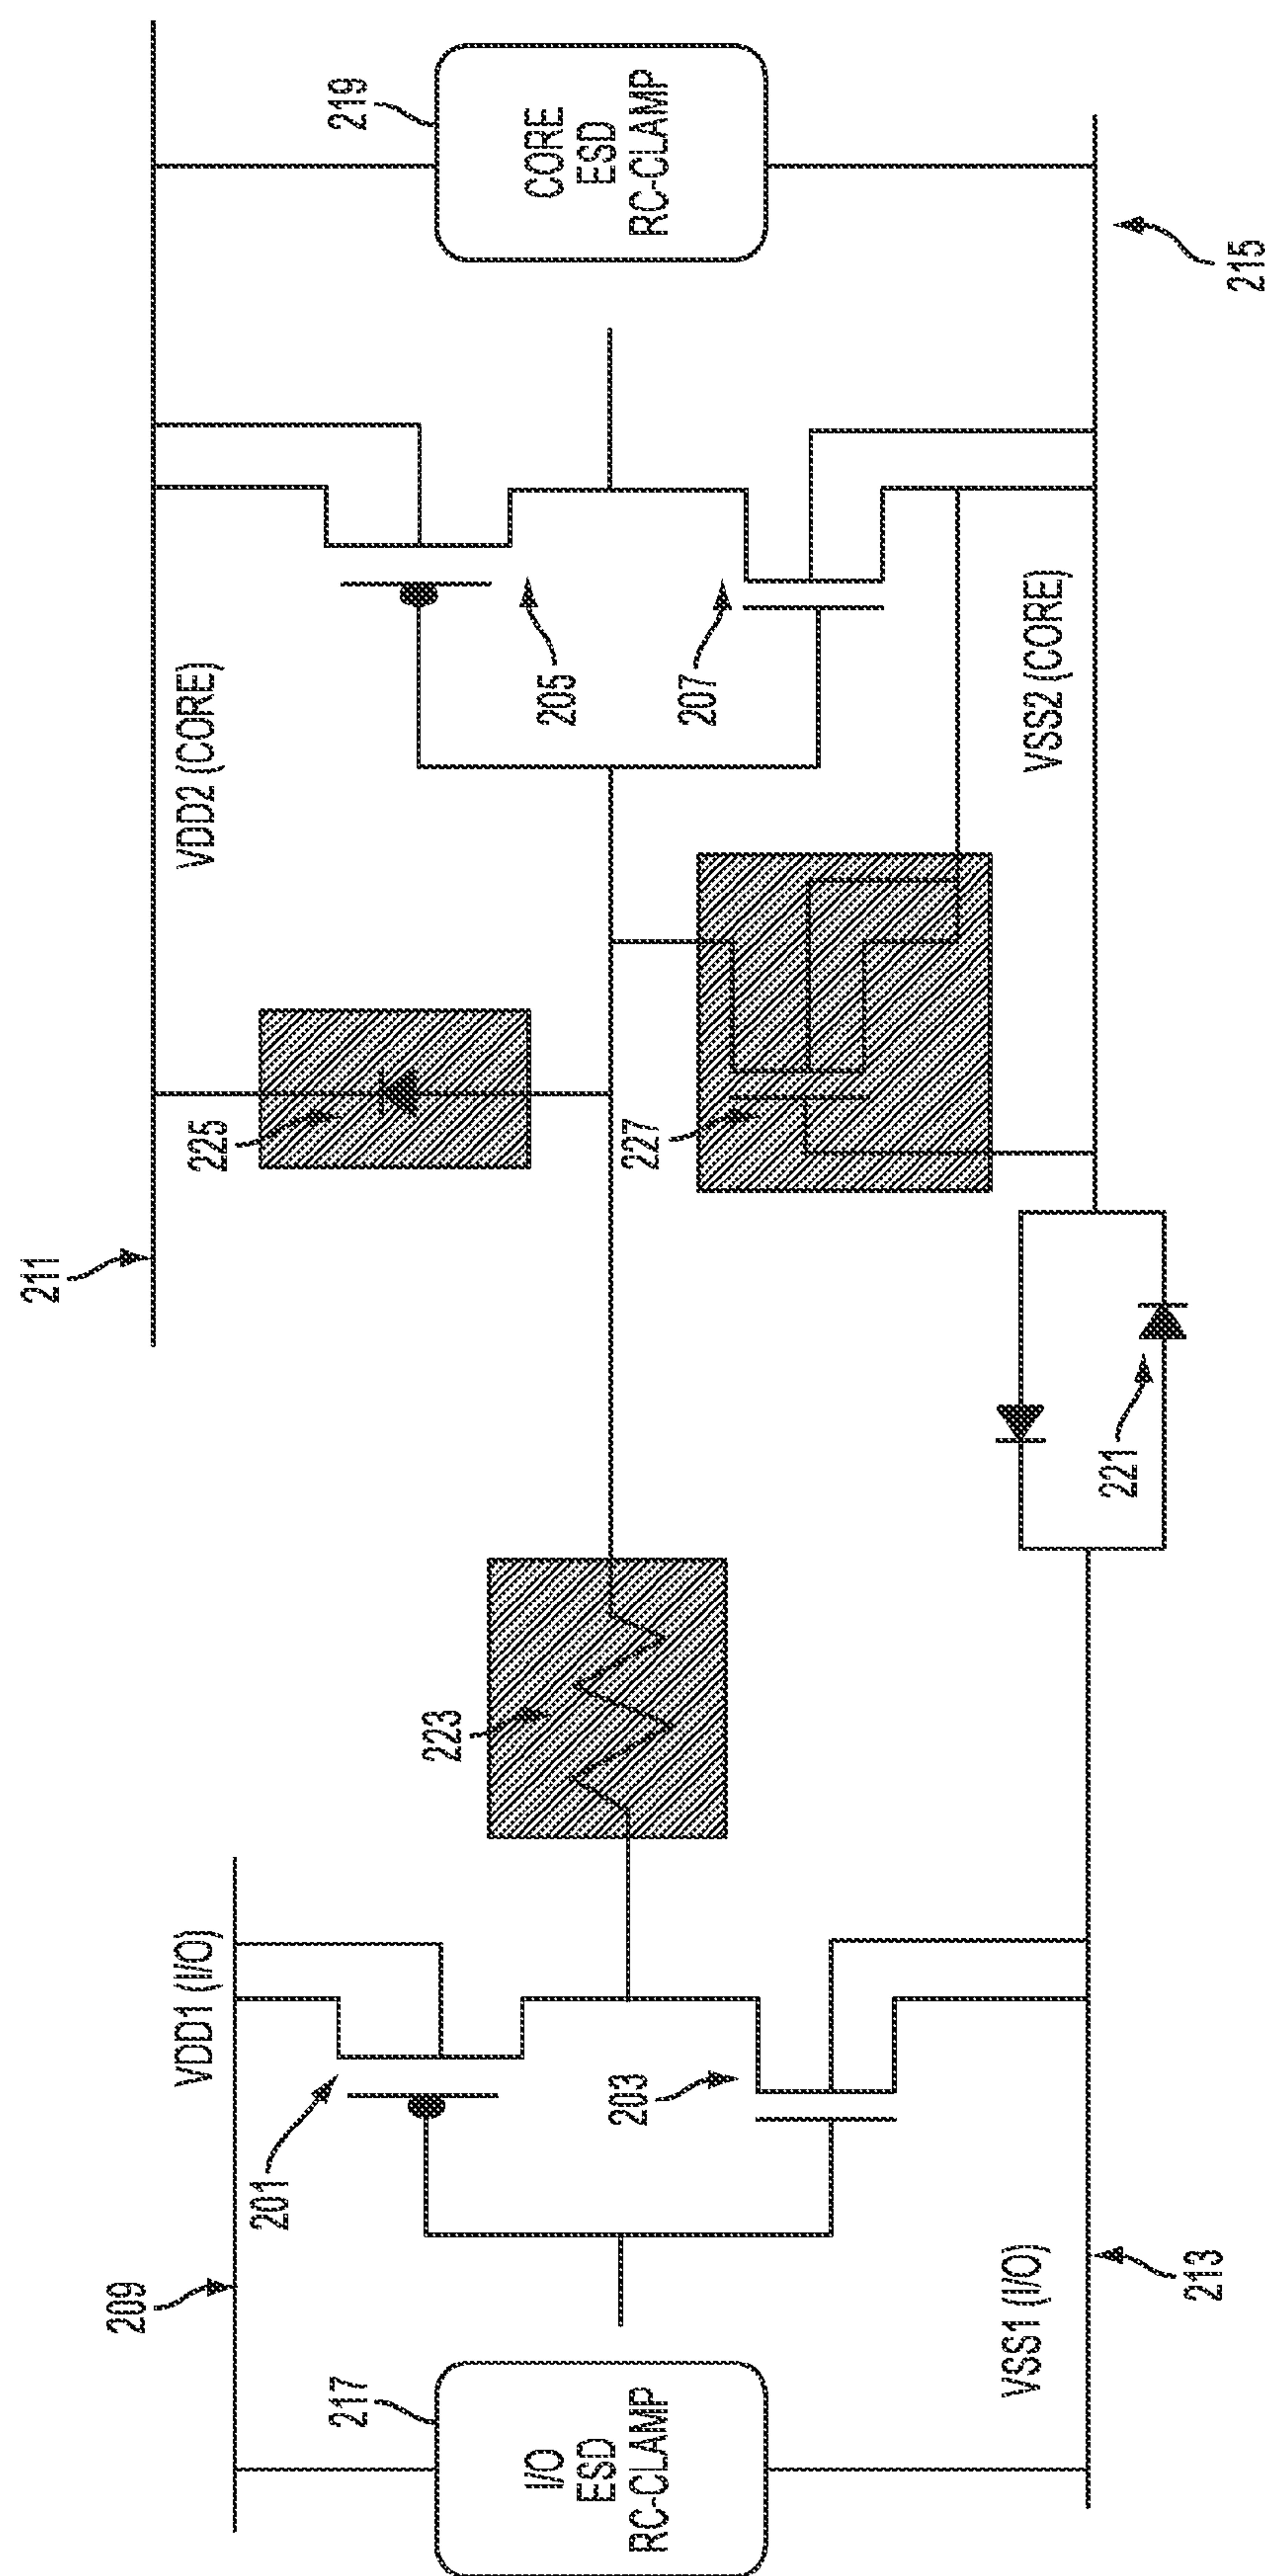 209
VDD1 (I/O)
201
203
217
I/O
ESD
RC-CLAMP
VSS1 (I/O)
213
223
211
VDD2 (CORE)
225
227
221
205
207
VSS2 (CORE)
219
CORE
ESD
RC-CLAMP
215